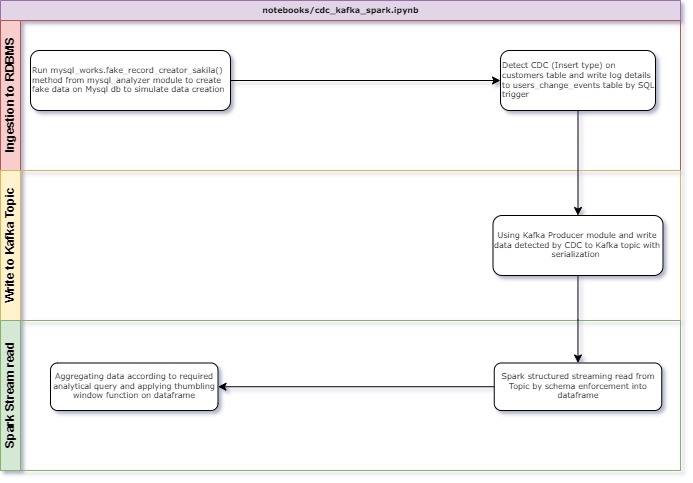 notebooks/cdc_kafka_spark.ipynb
Ingestion to RDBMS
Run mysql_works.fake_record_creator_sakila()
method from mysql_analyzer module to create
fake data on Mysql db to simulate data creation
Detect CDC (Insert type) on
customers table and write log details
to users_change_events table by SQL
trigger
Write to Kafka Topic
Using Kafka Producer module and write
data detected by CDC to Kafka topic with
serialization
Spark Stream read
Aggregating data according to required
analytical query and applying thumbling
window function on dataframe
Spark structured streaming read from
Topic by schema enforcement into
dataframe